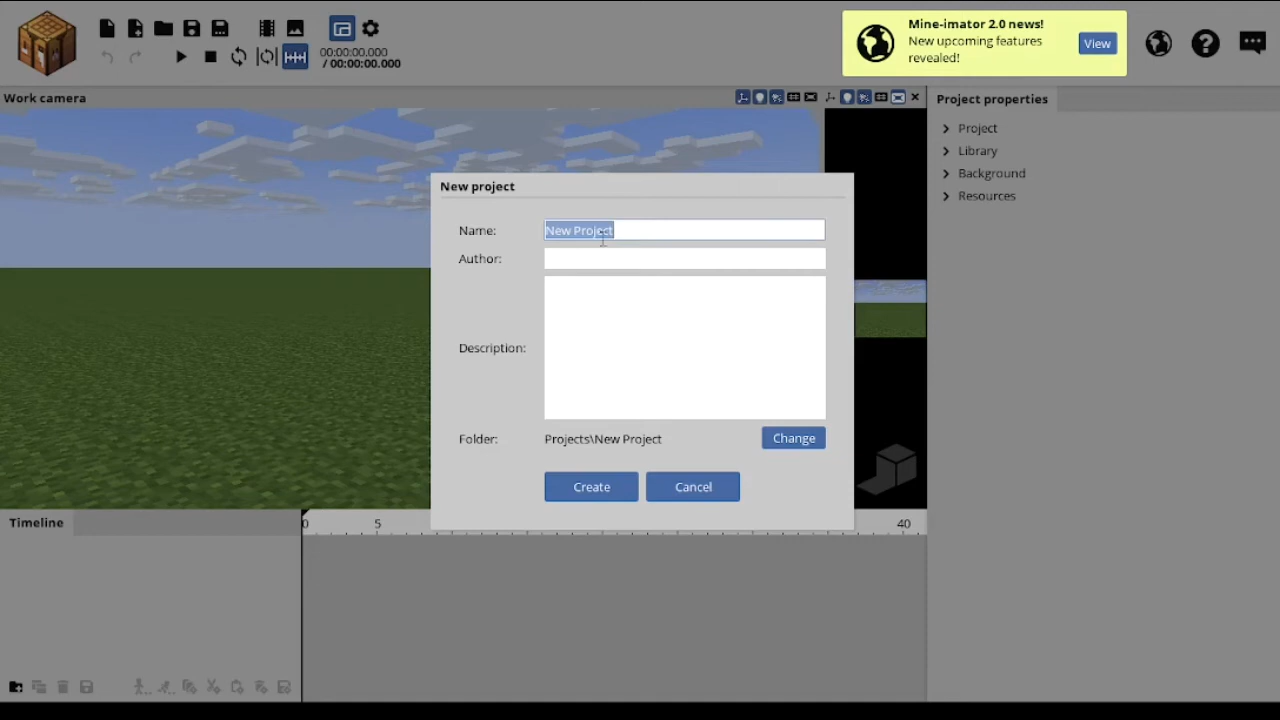 00:00:00.000
/ 00:00:00.000
Mine-imator 2.0 news!
New upcoming features
revealed!
View
Work camera
Project properties
Project
Library
Background
Resources
New project
Name:
New Project
Author:
Description:
Folder:
Projects\New Project
Change
Create
Cancel
Timeline
0
5
40